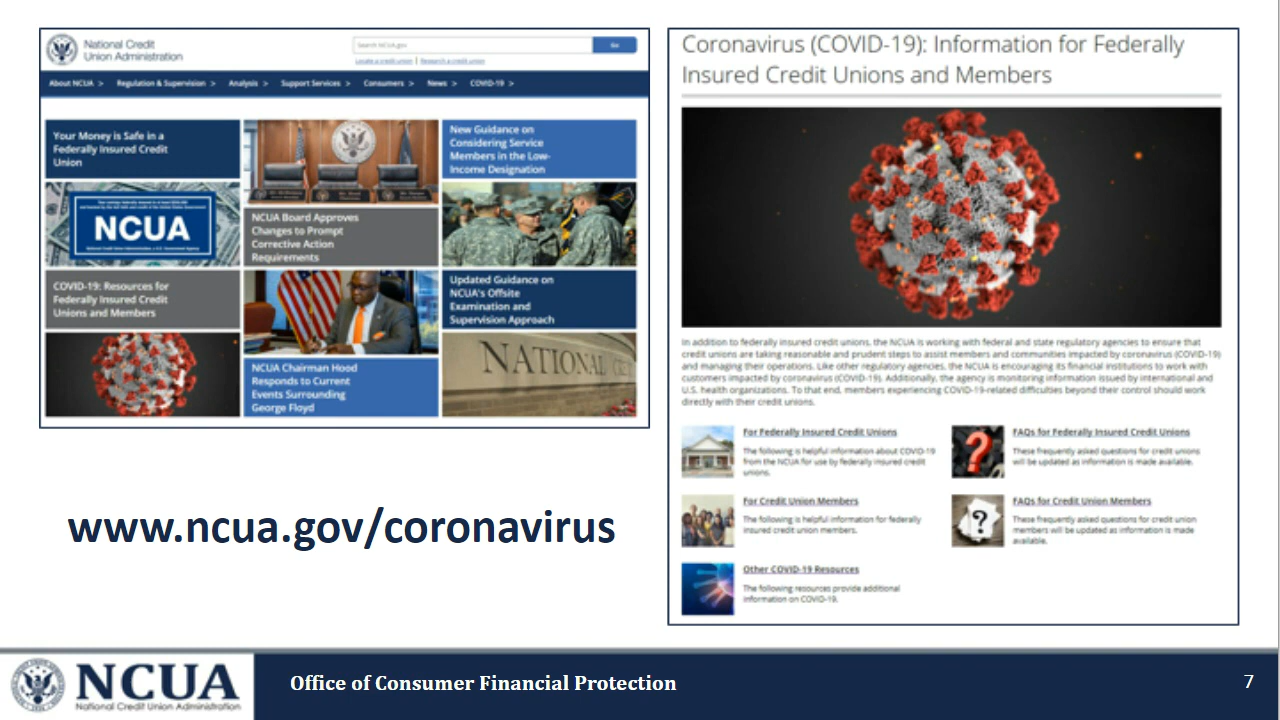 National Credit
Union Administration
Search NCUA.gov
Go
Locate a credit union | Research a credit union
About NCUA > Regulation & Supervision > Analysis > Support Services > Consumers > News > COVID-19 >
Your Money is Safe in a
Federally Insured Credit
Union
NCUA
National Credit Union Administration, a U.S. Government Agency
COVID-19: Resources for
Federally Insured Credit
Unions and Members
NCUA Board Approves
Changes to Prompt
Corrective Action
Requirements
NCUA Chairman Hood
Responds to Current
Events Surrounding
George Floyd
New Guidance on
Considering Service
Members in the Low-
Income Designation
Updated Guidance on
NCUA's Offsite
Examination and
Supervision Approach
NATIONAL
www.ncua.gov/coronavirus
Coronavirus (COVID-19): Information for Federally
Insured Credit Unions and Members
In addition to federally insured credit unions, the NCUA is working with federal and state regulatory agencies to ensure that
credit unions are taking reasonable and prudent steps to assist members and communities impacted by coronavirus (COVID-19)
and managing their operations. Like other regulatory agencies, the NCUA is encouraging its financial institutions to work with
customers impacted by coronavirus (COVID-19). Additionally, the agency is monitoring information issued by international and
U.S. health organizations. To that end, members experiencing COVID-19-related difficulties beyond their control should work
directly with their credit unions.
For Federally Insured Credit Unions
The following is helpful information about COVID-19
from the NCUA for use by federally insured credit
unions.
FAQs for Federally Insured Credit Unions
These frequently asked questions for credit unions
will be updated as information is made available.
For Credit Union Members
The following is helpful information for federally
insured credit union members.
FAQs for Credit Union Members
These frequently asked questions for credit union
members will be updated as information is made
available.
Other COVID-19 Resources
The following resources provide additional
information on COVID-19.
NCUA
National Credit Union Administration
Office of Consumer Financial Protection
7